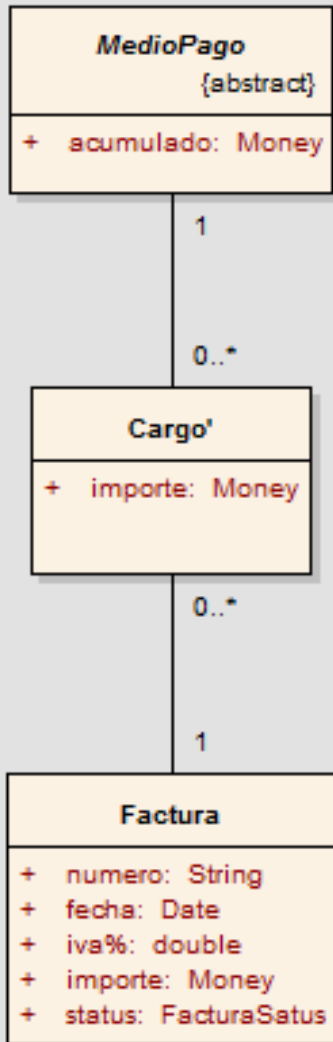 MedioPago
{abstract}
+ acumulado: Money
1
0..*
Cargo'
+ importe: Money
0..*
1
Factura
+ numero: String
+ fecha: Date
+ iva%: double
+ importe: Money
+ status: FacturaSatus